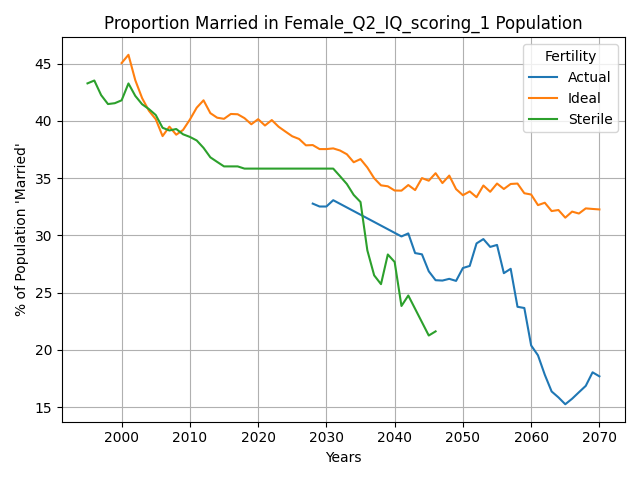 Proportion Married in Female_Q2_IQ_scoring_1 Population
Fertility
Actual
Ideal
Sterile
% of Population 'Married'
45
40
35
30
25
20
15
2000
2010
2020
2030
2040
2050
2060
2070
Years